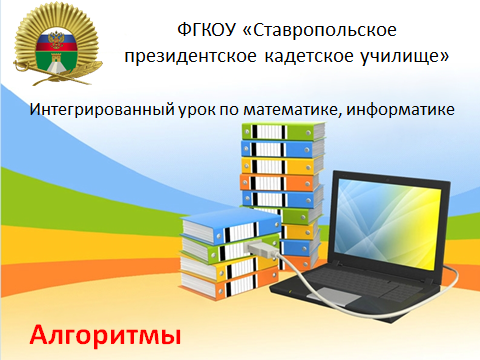 ФГКОУ «Ставропольское
президентское кадетское училище»
Интегрированный урок по математике, информатике
Алгоритмы